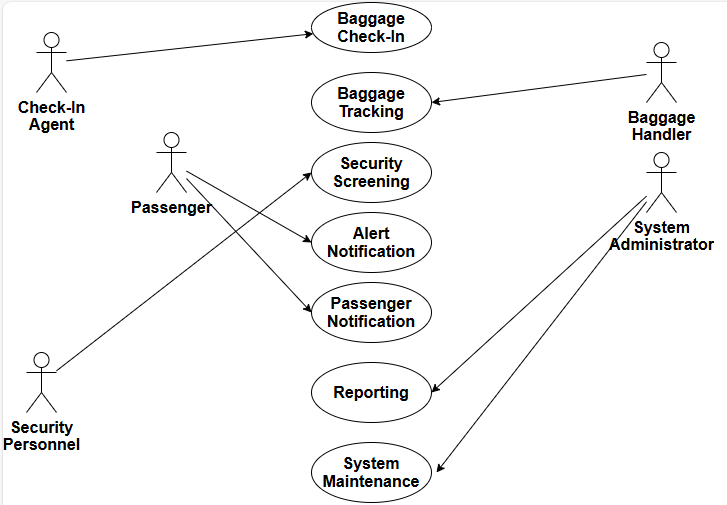 Baggage
Check-In
Check-In
Agent
Baggage
Tracking
Baggage
Handler
Passenger
Security
Screening
System
Administrator
Alert
Notification
Passenger
Notification
Reporting
Security
Personnel
System
Maintenance